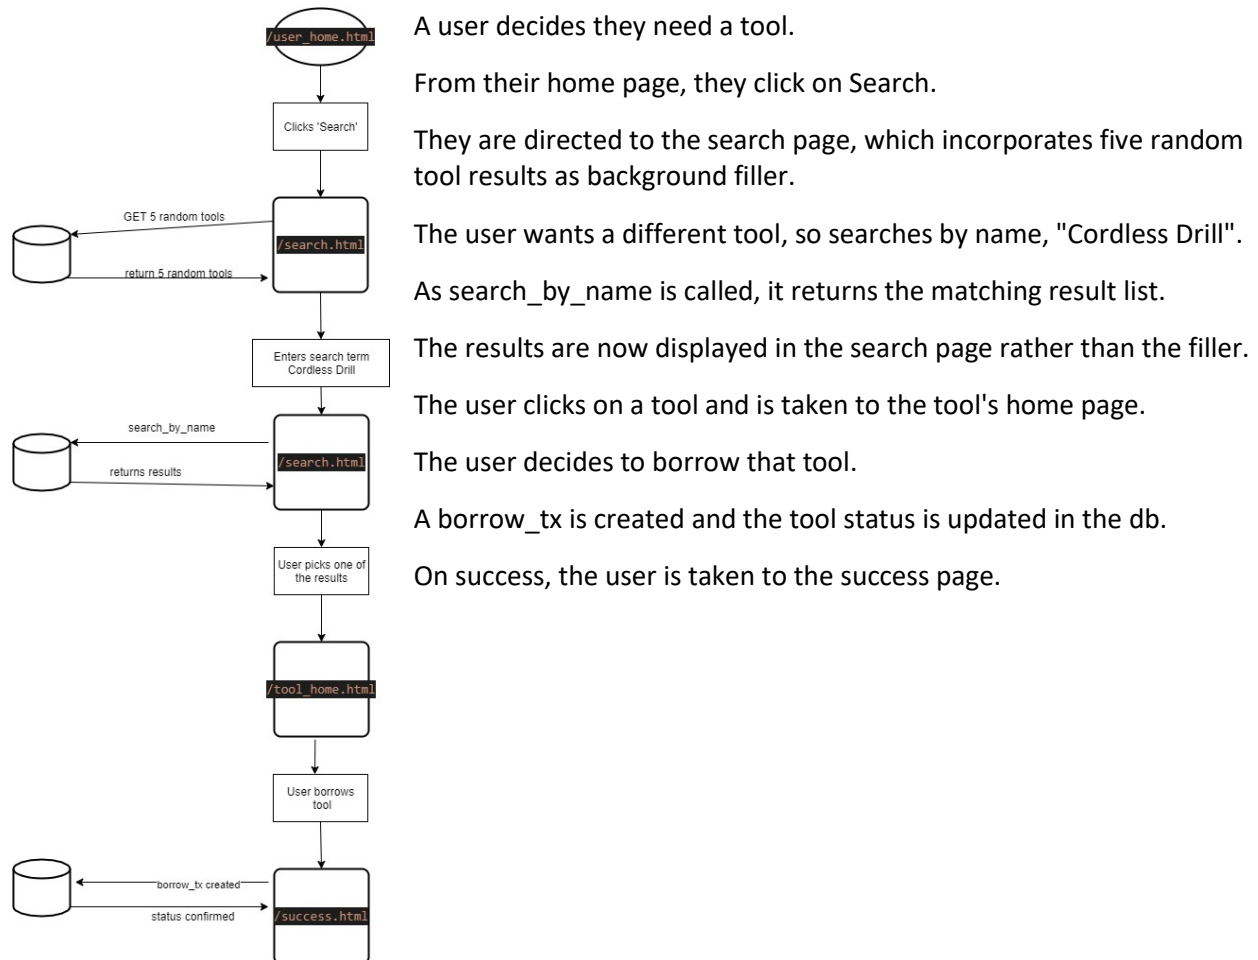 /user_home.html
Clicks 'Search'
GET 5 random tools
/search.html
return 5 random tools
Enters search term
Cordless Drill
search_by_name
/search.html
returns results
User picks one of
the results
/tool_home.html
User borrows
tool
borrow_tx created
status confirmed
/success.html
A user decides they need a tool.
From their home page, they click on Search.
They are directed to the search page, which incorporates five random
tool results as background filler.
The user wants a different tool, so searches by name, "Cordless Drill".
As search_by_name is called, it returns the matching result list.
The results are now displayed in the search page rather than the filler.
The user clicks on a tool and is taken to the tool's home page.
The user decides to borrow that tool.
A borrow_tx is created and the tool status is updated in the db.
On success, the user is taken to the success page.